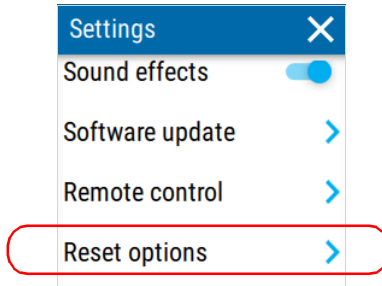 Settings
Sound effects
Software update
Remote control
Reset options